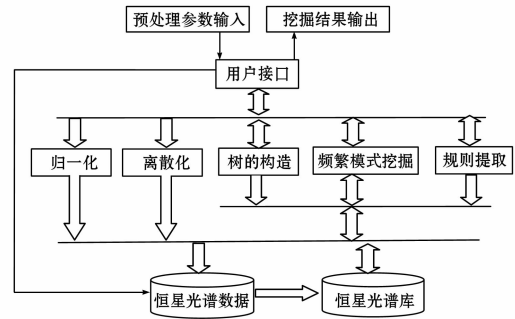 预处理参数输入
挖掘结果输出
用户接口
归一化
离散化
树的构造
频繁模式挖掘
规则提取
恒星光谱数据
恒星光谱库